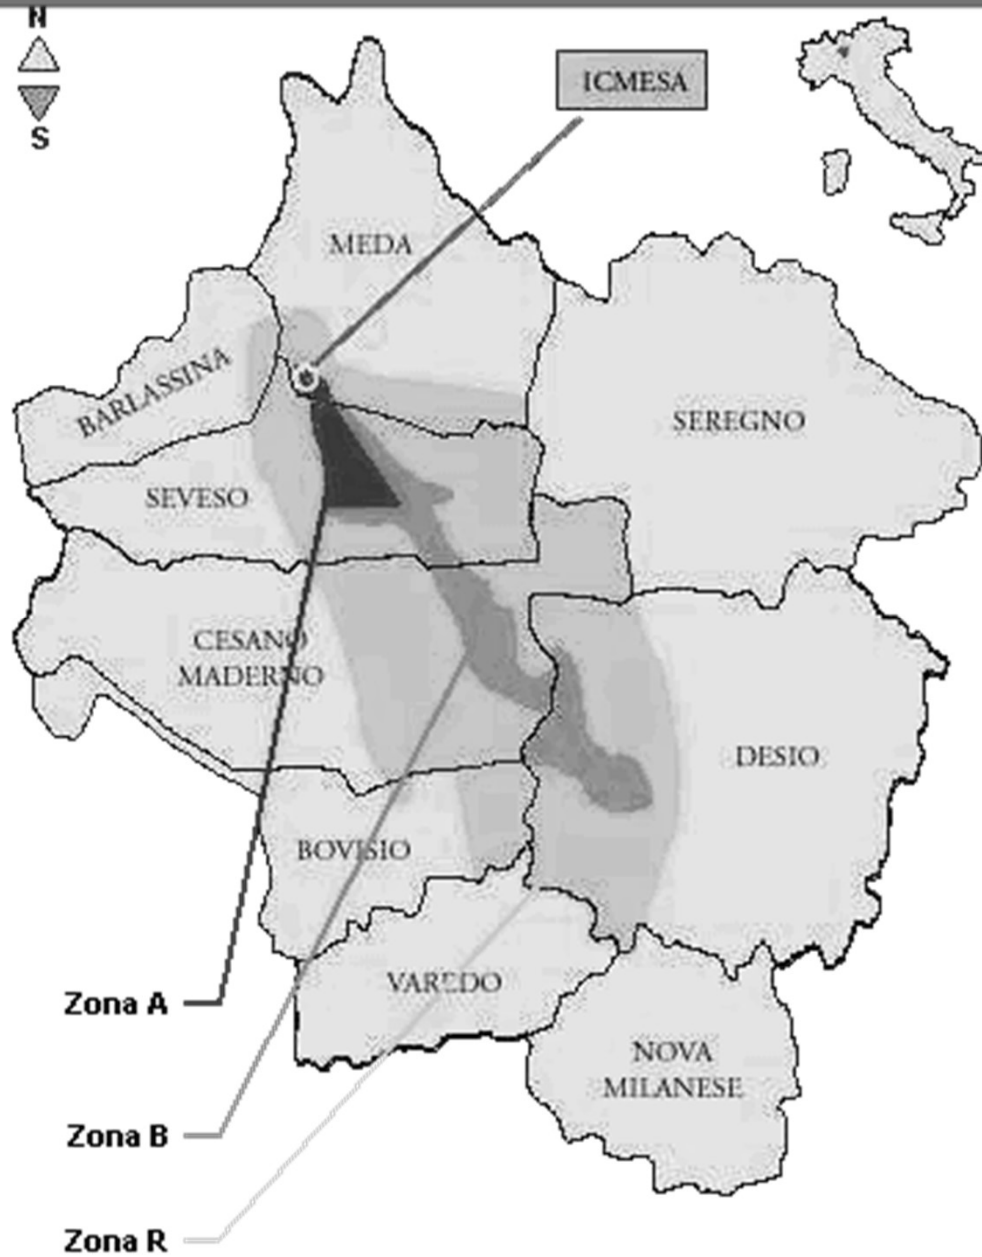 N
S
ICMESA
MEDA
BARLASSINA
SEREGNO
SEVESO
CESANO
MADERNO
DESIO
BOVISIO
VAREDO
Zona A
NOVA
MILANESE
Zona B
Zona R